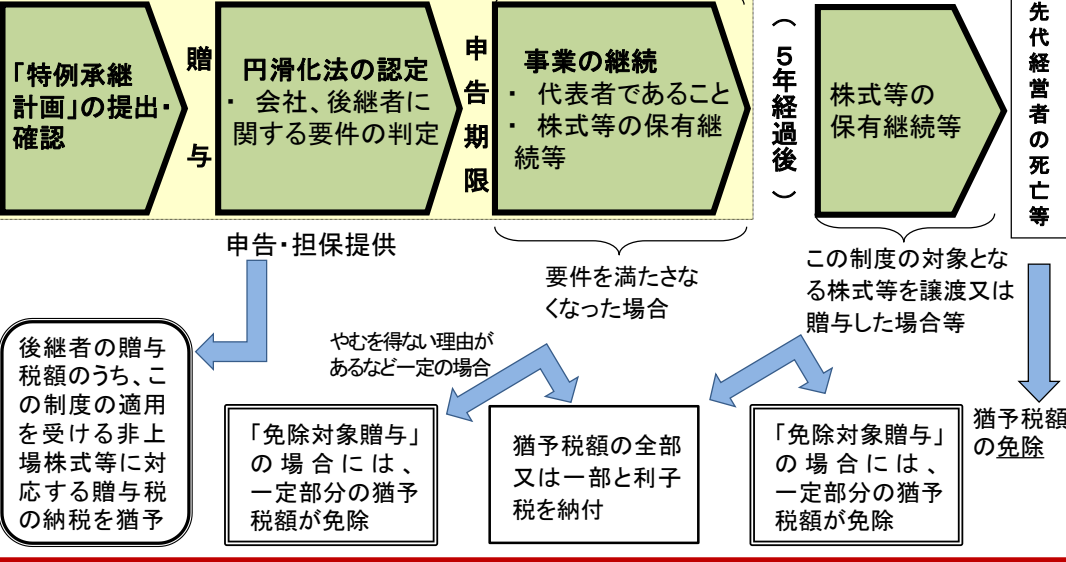 「特例承継
計画」の提出・
確認
贈与
円滑化法の認定
・ 会社、後継者に
関する要件の判定
申告期限
事業の継続
・ 代表者であること
・ 株式等の保有継
続等
（5年経過後）
株式等の
保有継続等
先代経営者の死亡等
申告・担保提供
要件を満たさな
くなった場合
この制度の対象とな
る株式等を譲渡又は
贈与した場合等
やむを得ない理由が
あるなど一定の場合
後継者の贈与
税額のうち、こ
の制度の適用
を受ける非上
場株式等に対
応する贈与税
の納税を猶予
「免除対象贈与」
の場合には、
一定部分の猶予
税額が免除
猶予税額の全部
又は一部と利子
税を納付
「免除対象贈与」
の場合には、
一定部分の猶予
税額が免除
猶予税額
の免除